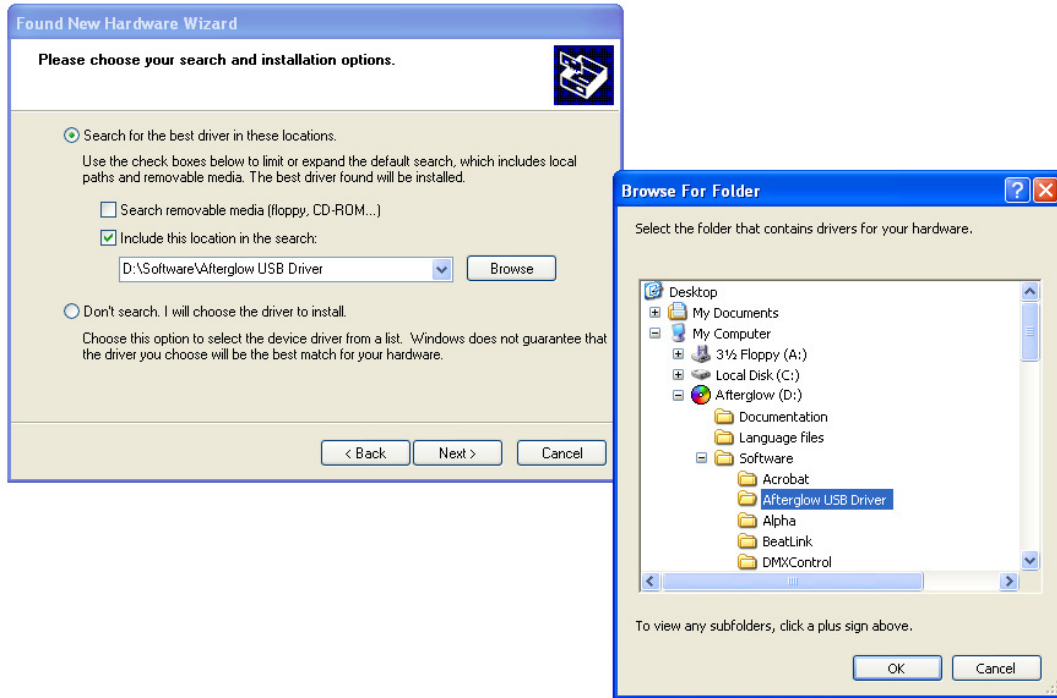 Found New Hardware Wizard
Please choose your search and installation options.
Search for the best driver in these locations.
Use the check boxes below to limit or expand the default search, which includes local
paths and removable media. The best driver found will be installed.
Search removable media (floppy, CD-ROM...)
Include this location in the search:
D:\Software\Afterglow USB Driver
Browse
Don't search. I will choose the driver to install.
Choose this option to select the device driver from a list. Windows does not guarantee that
the driver you choose will be the best match for your hardware.
< Back
Next >
Cancel
Browse For Folder
Select the folder that contains drivers for your hardware.
Desktop
My Documents
My Computer
3½ Floppy (A:)
Local Disk (C:)
Afterglow (D:)
Documentation
Language files
Software
Acrobat
Afterglow USB Driver
Alpha
BeatLink
DMXControl
To view any subfolders, click a plus sign above.
OK
Cancel